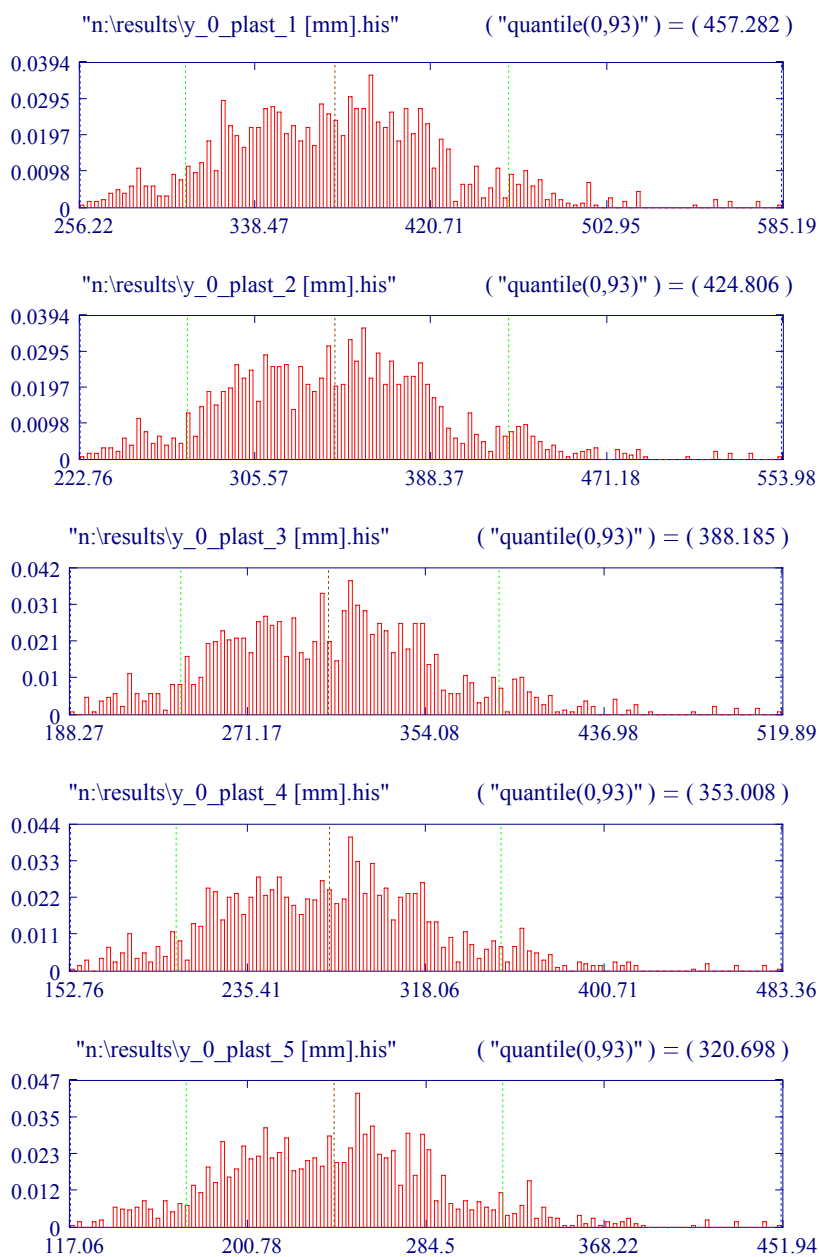 "n:\results\y_0_plast_1 [mm].his" ( "quantile(0,93)" ) = ( 457.282 )
0.0394
0.0295
0.0197
0.0098
0
256.22 338.47 420.71 502.95 585.19
"n:\results\y_0_plast_2 [mm].his" ( "quantile(0,93)" ) = ( 424.806 )
0.0394
0.0295
0.0197
0.0098
0
222.76 305.57 388.37 471.18 553.98
"n:\results\y_0_plast_3 [mm].his" ( "quantile(0,93)" ) = ( 388.185 )
0.042
0.031
0.021
0.01
0
188.27 271.17 354.08 436.98 519.89
"n:\results\y_0_plast_4 [mm].his" ( "quantile(0,93)" ) = ( 353.008 )
0.044
0.033
0.022
0.011
0
152.76 235.41 318.06 400.71 483.36
"n:\results\y_0_plast_5 [mm].his" ( "quantile(0,93)" ) = ( 320.698 )
0.047
0.035
0.023
0.012
0
117.06 200.78 284.5 368.22 451.94